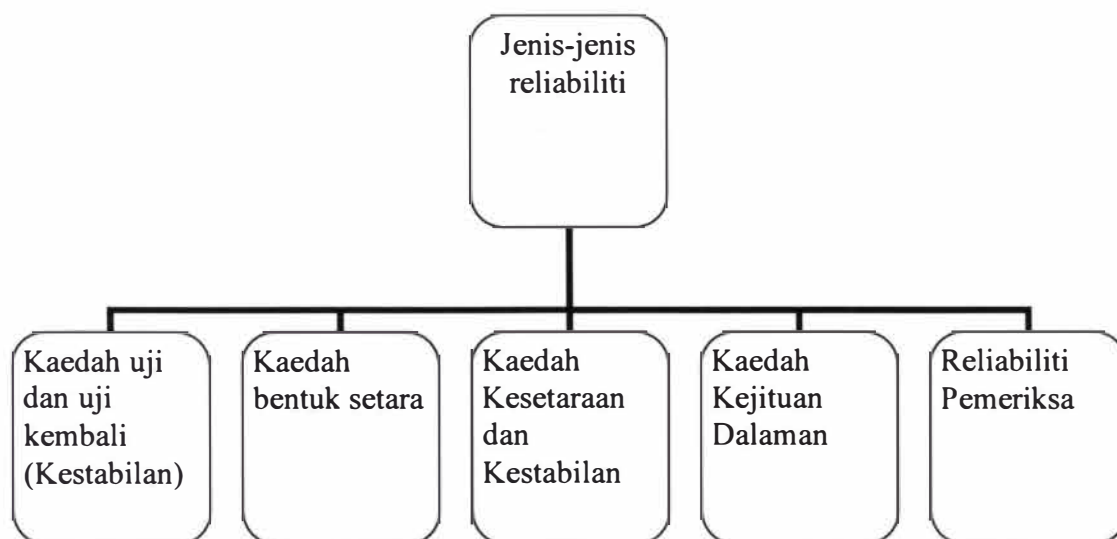 Jenis-jenis
reliabiliti
Kaedah uji
dan uji
kembali
(Kestabilan)
Kaedah
bentuk setara
Kaedah
Kesetaraan
dan
Kestabilan
Kaedah
Kejituan
Dalaman
Reliabiliti
Pemeriksa